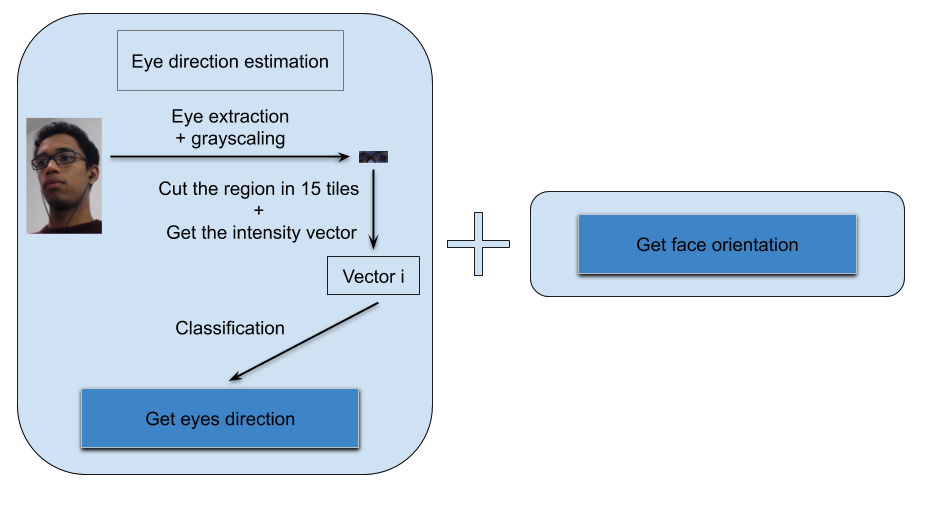 Eye direction estimation
Eye extraction
+ grayscaling
Cut the region in 15 tiles
+
Get the intensity vector
Vector i
Classification
Get eyes direction
Get face orientation